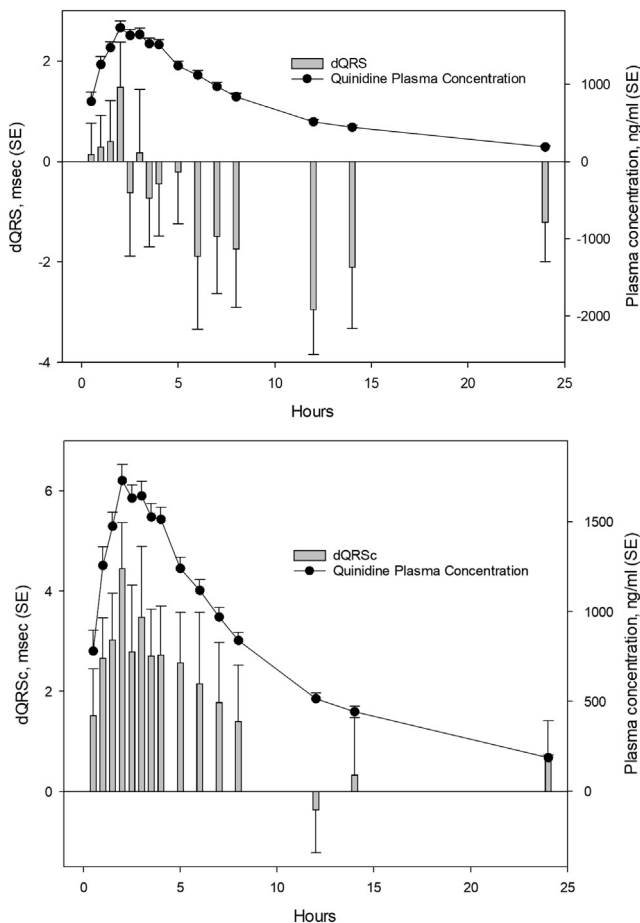 2
0
-2
-4
dQRS, msec (SE)
dQRS
Quinidine Plasma Concentration
1000
0
-1000
-2000
Plasma concentration, ng/ml (SE)
0
5
10
15
20
25
Hours
6
4
2
0
dQRSc, msec (SE)
dQRSc
Quinidine Plasma Concentration
1500
1000
500
0
Plasma concentration, ng/ml (SE)
0
5
10
15
20
25
Hours